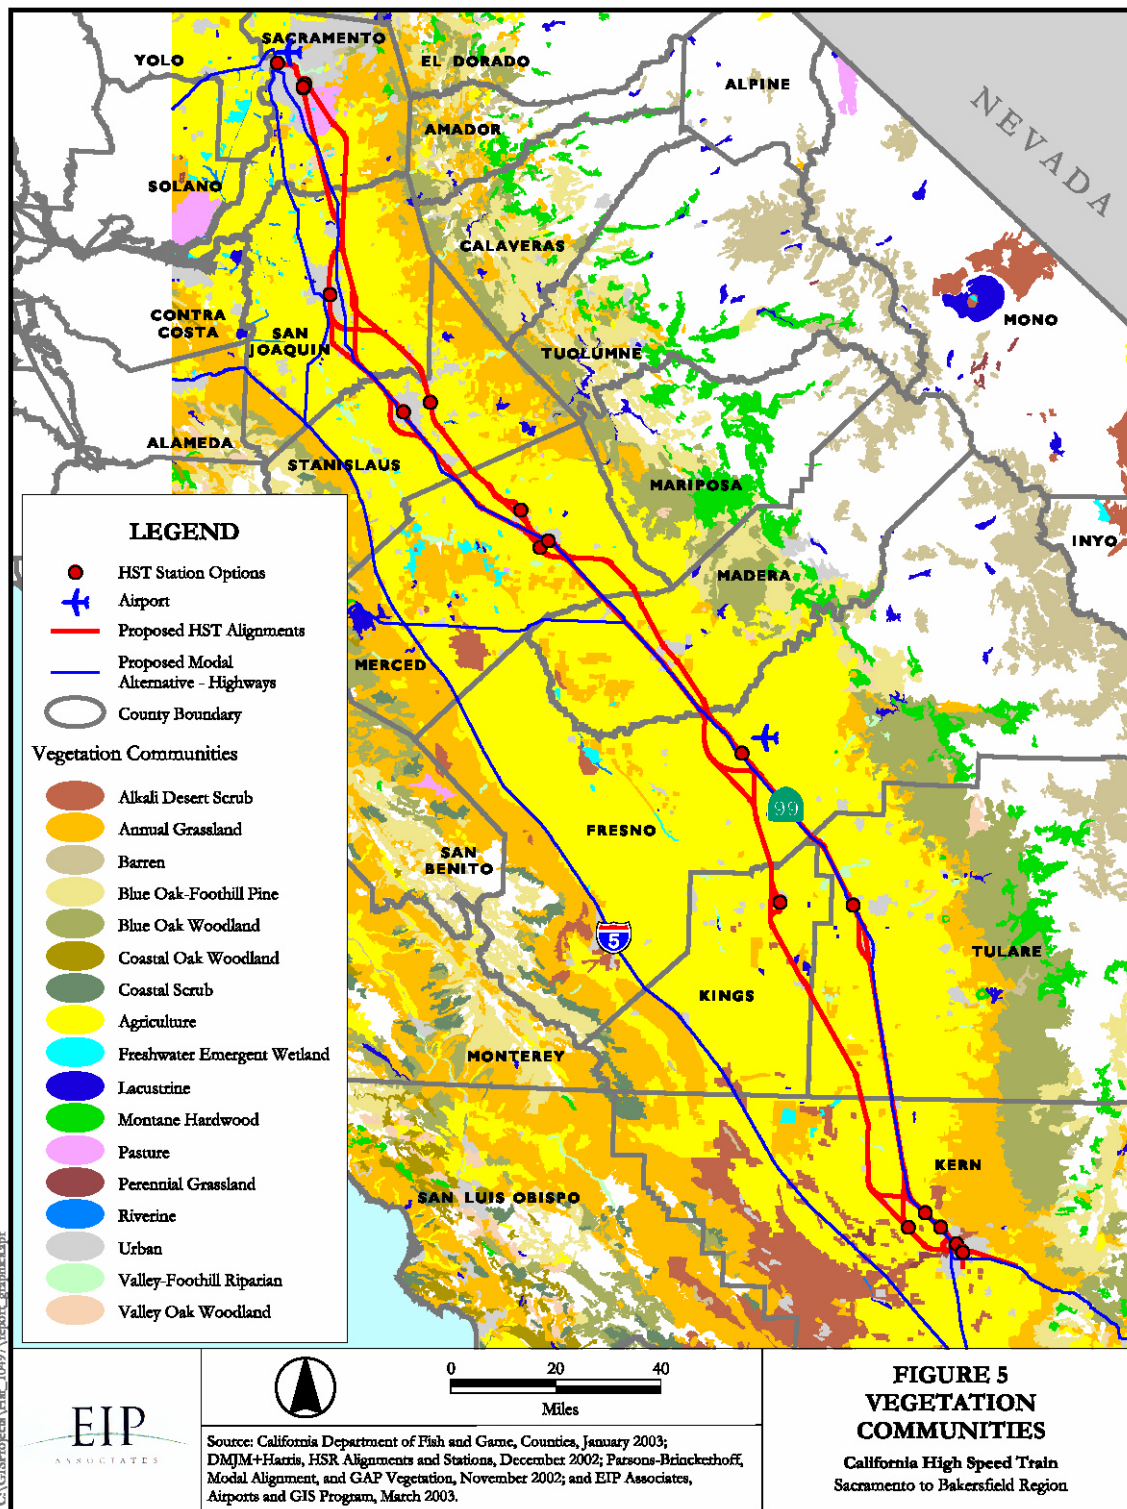 SACRAMENTO
YOLO
EL DORADO
ALPINE
NEVADA
AMADOR
SOLANO
CALAVERAS
CONTRA
COSTA
SAN
JOAQUIN
MONO
TUOLUMNE
ALAMEDA
STANISLAUS
MARIPOSA
INYO
MADERA
MERCED
99
FRESNO
SAN
BENITO
5
TULARE
KINGS
MONTEREY
KERN
SAN LUIS OBISPO
LEGEND
HST Station Options
Airport
Proposed HST Alignments
Proposed Modal
Alternative - Highways
County Boundary
Vegetation Communities
Alkali Desert Scrub
Annual Grassland
Barren
Blue Oak-Foothill Pine
Blue Oak Woodland
Coastal Oak Woodland
Coastal Scrub
Agriculture
Freshwater Emergent Wetland
Lacustrine
Montane Hardwood
Pasture
Perennial Grassland
Riverine
Urban
Valley-Foothill Riparian
Valley Oak Woodland
EIP
ASSOCIATES
0 20 40
Miles
Source: California Department of Fish and Game, Counties, January 2003;
DMJM+Harris, HSR Alignments and Stations, December 2002; Parsons-Brinckerhoff,
Modal Alignment, and GAP Vegetation, November 2002; and EIP Associates,
Airports and GIS Program, March 2003.
FIGURE 5
VEGETATION
COMMUNITIES
California High Speed Train
Sacramento to Bakersfield Region